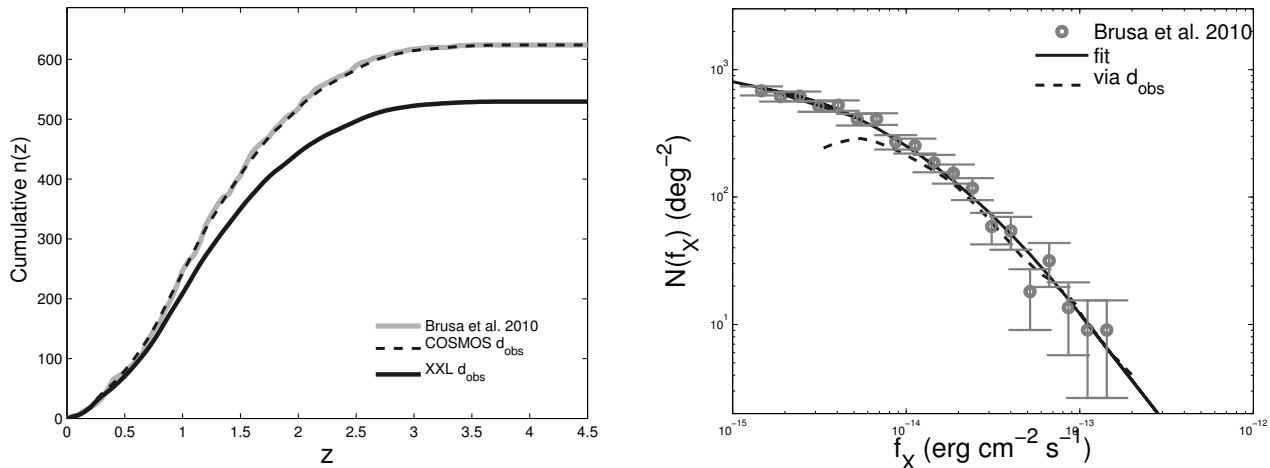 600
500
400
300
200
100
0
Cumulative n(z)
0 0.5 1 1.5 2 2.5 3 3.5 4 4.5
z
Brusa et al. 2010
COSMOS d_obs
XXL d_obs
10^3
10^2
10^1
N(f_X) (deg^−2)
10^−15 10^−14 10^−13 10^−12
f_X (erg cm^−2 s^−1)
Brusa et al. 2010
fit
via d_obs